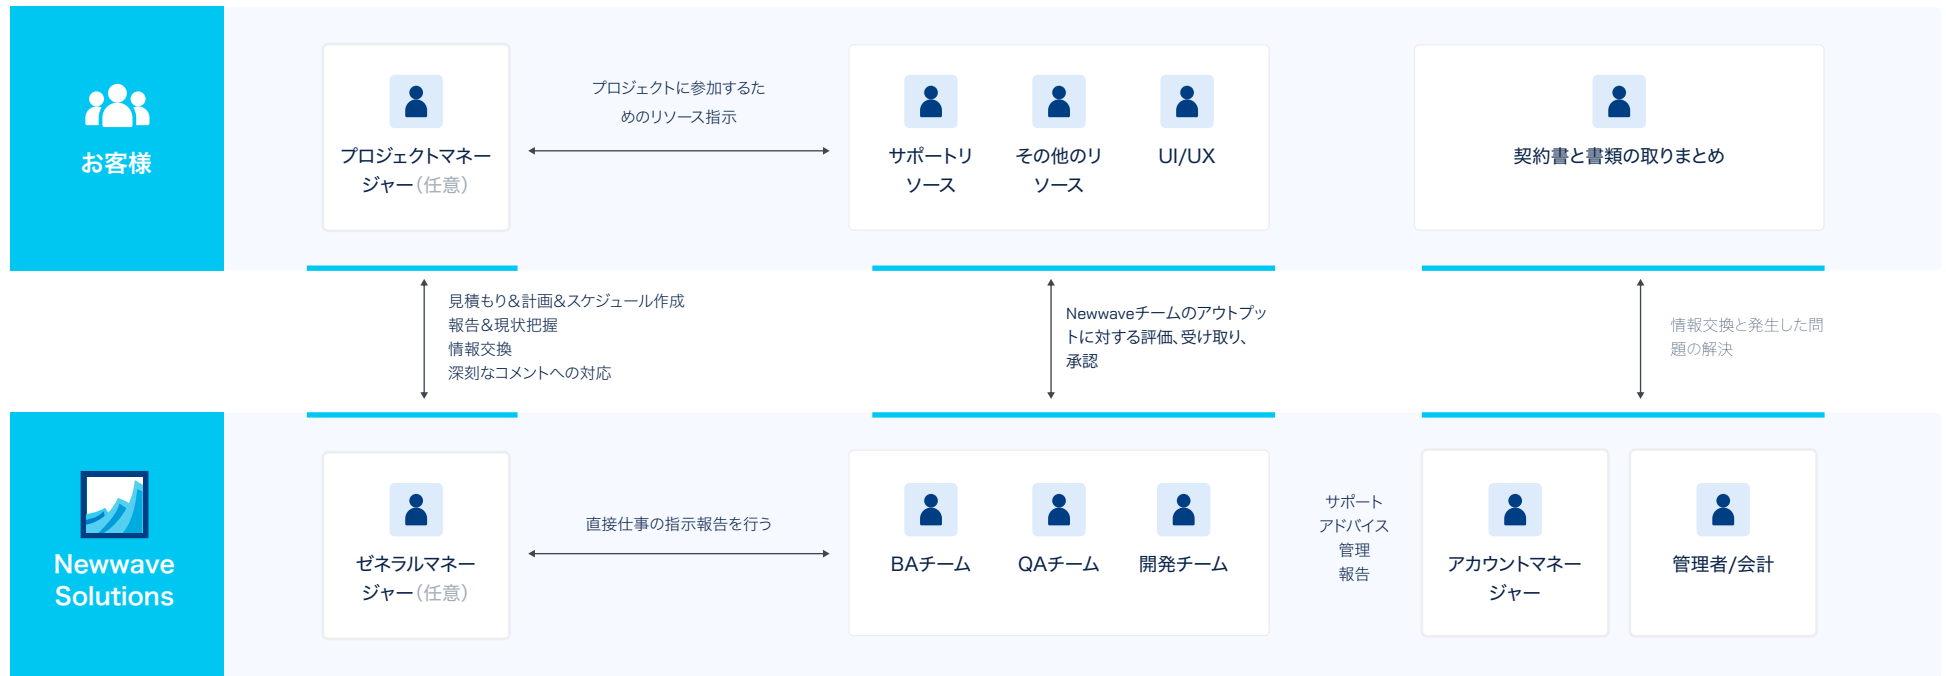 お客様
プロジェクトマネー
ジャー（任意）
プロジェクトに参加するた
めのリソース指示
サポートリ
ソース
その他のリ
ソース
UI/UX
契約書と書類の取りまとめ
見積もり&計画&スケジュール作成
報告&現状把握
情報交換
深刻なコメントへの対応
Newwaveチームのアウトプッ
トに対する評価、受け取り、
承認
情報交換と発生した問
題の解決
Newwave
Solutions
ゼネラルマネー
ジャー（任意）
直接仕事の指示報告を行う
BAチーム
QAチーム
開発チーム
サポート
アドバイス
管理
報告
アカウントマネー
ジャー
管理者/会計